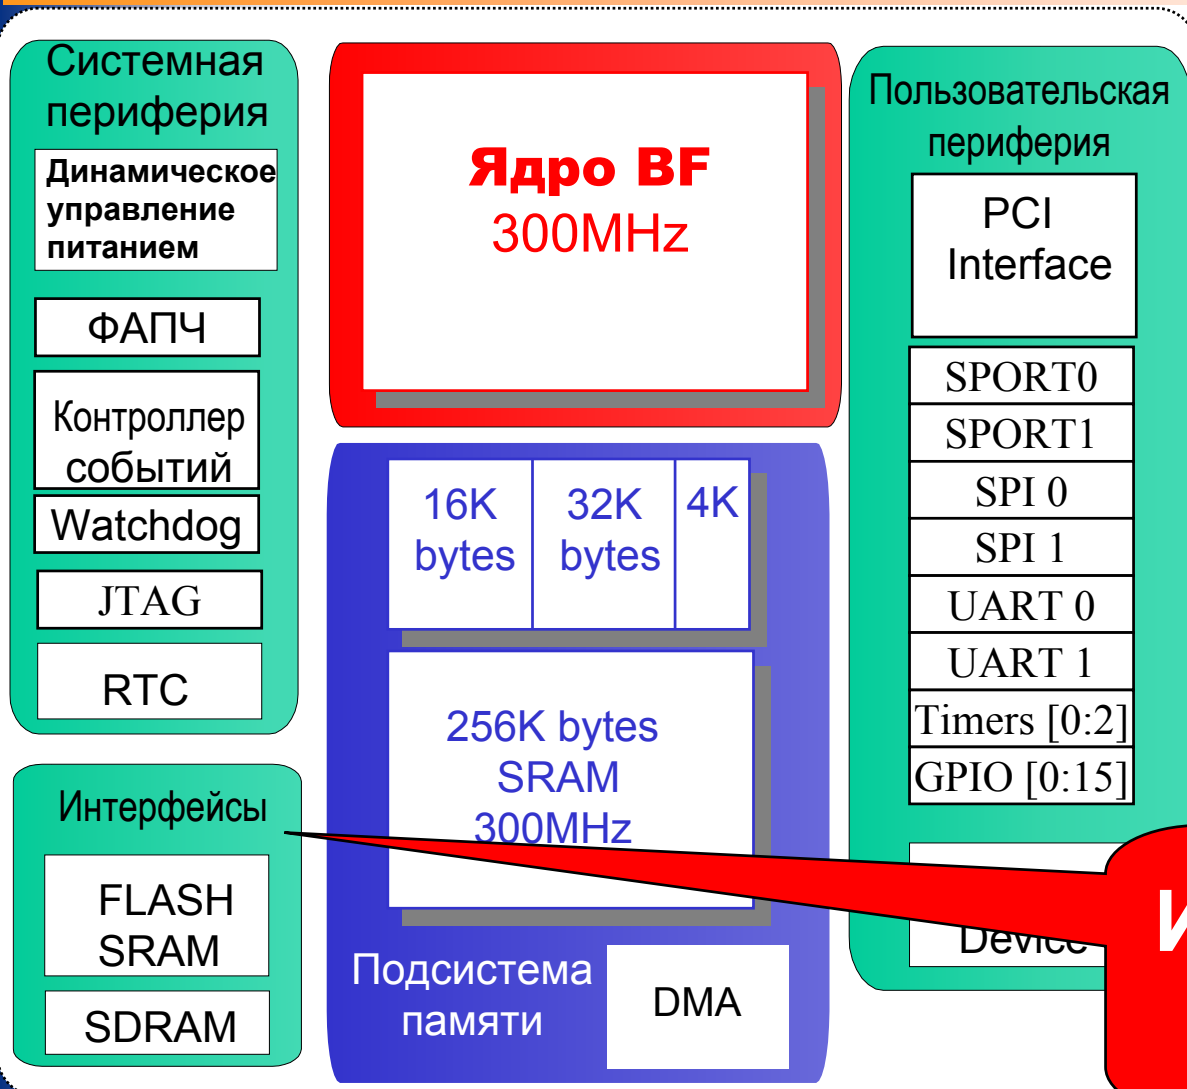 Системная
периферия
Динамическое
управление
питанием
ФАПЧ
Контроллер
событий
Watchdog
JTAG
RTC
Интерфейсы
FLASH
SRAM
SDRAM
Ядро BF
300MHz
16K
bytes
32K
bytes
4K
256K bytes
SRAM
300MHz
Подсистема
памяти
DMA
Пользовательская
периферия
PCI
Interface
SPORT0
SPORT1
SPI 0
SPI 1
UART 0
UART 1
Timers [0:2]
GPIO [0:15]
Device